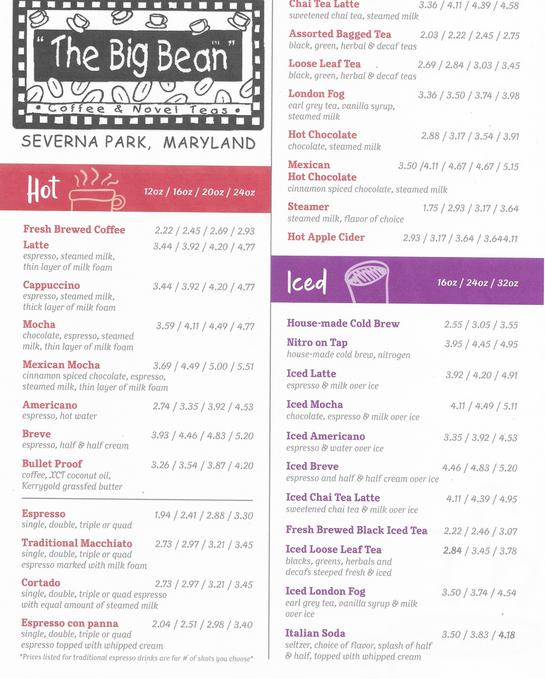 "The Big Bean"
• Coffee & Novel Teas •
SEVERNA PARK, MARYLAND
Hot 12oz / 16oz / 20oz / 24oz
Fresh Brewed Coffee 2.22 / 2.45 / 2.69 / 2.93
Latte 3.44 / 3.92 / 4.20 / 4.77
espresso, steamed milk,
thin layer of milk foam
Cappuccino 3.44 / 3.92 / 4.20 / 4.77
espresso, steamed milk,
thick layer of milk foam
Mocha 3.59 / 4.11 / 4.49 / 4.77
chocolate, espresso, steamed
milk, thin layer of milk foam
Mexican Mocha 3.69 / 4.49 / 5.00 / 5.51
cinnamon spiced chocolate, espresso,
steamed milk, thin layer of milk foam
Americano 2.74 / 3.35 / 3.92 / 4.53
espresso, hot water
Breve 3.93 / 4.46 / 4.83 / 5.20
espresso, half & half cream
Bullet Proof 3.26 / 3.54 / 3.87 / 4.20
coffee, XCT coconut oil,
Kerrygold grassfed butter
Espresso 1.94 / 2.41 / 2.88 / 3.30
single, double, triple or quad
Traditional Macchiato 2.73 / 2.97 / 3.21 / 3.45
single, double, triple or quad
espresso marked with milk foam
Cortado 2.73 / 2.97 / 3.21 / 3.45
single, double, triple or quad espresso
with equal amount of steamed milk
Espresso con panna 2.04 / 2.51 / 2.98 / 3.40
single, double, triple or quad
espresso topped with whipped cream
*Prices listed for traditional espresso drinks are for # of shots you choose*
Chai Tea Latte 3.36 / 4.11 / 4.39 / 4.58
sweetened chai tea, steamed milk
Assorted Bagged Tea 2.03 / 2.22 / 2.45 / 2.75
black, green, herbal & decaf teas
Loose Leaf Tea 2.69 / 2.84 / 3.03 / 3.45
black, green, herbal & decaf teas
London Fog 3.36 / 3.50 / 3.74 / 3.98
earl grey tea, vanilla syrup,
steamed milk
Hot Chocolate 2.88 / 3.17 / 3.54 / 3.91
chocolate, steamed milk
Mexican 3.50 /4.11 / 4.67 / 4.67 / 5.15
Hot Chocolate
cinnamon spiced chocolate, steamed milk
Steamer 1.75 / 2.93 / 3.17 / 3.64
steamed milk, flavor of choice
Hot Apple Cider 2.93 / 3.17 / 3.64 / 3.644.11
Iced 16oz / 24oz / 32oz
House-made Cold Brew 2.55 / 3.05 / 3.55
Nitro on Tap 3.95 / 4.45 / 4.95
house-made cold brew, nitrogen
Iced Latte 3.92 / 4.20 / 4.91
espresso & milk over ice
Iced Mocha 4.11 / 4.49 / 5.11
chocolate, espresso & milk over ice
Iced Americano 3.35 / 3.92 / 4.53
espresso & water over ice
Iced Breve 4.46 / 4.83 / 5.20
espresso and half & half cream over ice
Iced Chai Tea Latte 4.11 / 4.39 / 4.95
sweetened chai tea & milk over ice
Fresh Brewed Black Iced Tea 2.22 / 2.46 / 3.07
Iced Loose Leaf Tea 2.84 / 3.45 / 3.78
blacks, greens, herbals and
decafs steeped fresh & iced
Iced London Fog 3.50 / 3.74 / 4.54
earl grey tea, vanilla syrup & milk
over ice
Italian Soda 3.50 / 3.83 / 4.18
seltzer, choice of flavor, splash of half
& half, topped with whipped cream